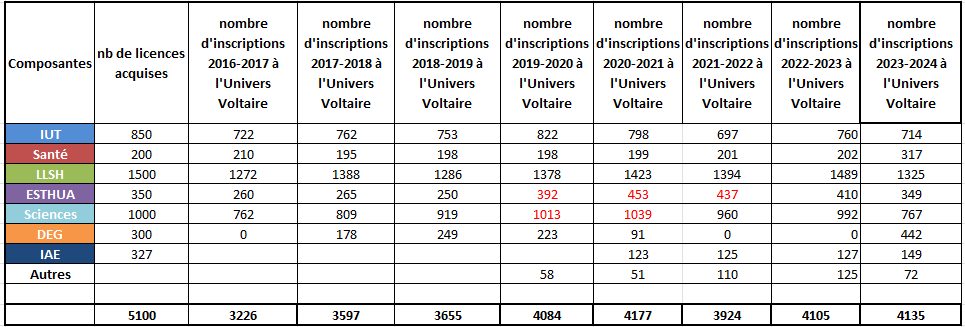 Composantes nb de licences acquises nombre d'inscriptions 2016-2017 à l'Univers Voltaire nombre d'inscriptions 2017-2018 à l'Univers Voltaire nombre d'inscriptions 2018-2019 à l'Univers Voltaire nombre d'inscriptions 2019-2020 à l'Univers Voltaire nombre d'inscriptions 2020-2021 à l'Univers Voltaire nombre d'inscriptions 2021-2022 à l'Univers Voltaire nombre d'inscriptions 2022-2023 à l'Univers Voltaire nombre d'inscriptions 2023-2024 à l'Univers Voltaire
IUT 850 722 762 753 822 798 697 760 714
Santé 200 210 195 198 198 199 201 202 317
LLSH 1500 1272 1388 1286 1378 1423 1394 1489 1325
ESTHUA 350 260 265 250 392 453 437 410 349
Sciences 1000 762 809 919 1013 1039 960 992 767
DEG 300 0 178 249 223 91 0 0 442
IAE 327 123 125 127 149
Autres 58 51 110 125 72
5100 3226 3597 3655 4084 4177 3924 4105 4135